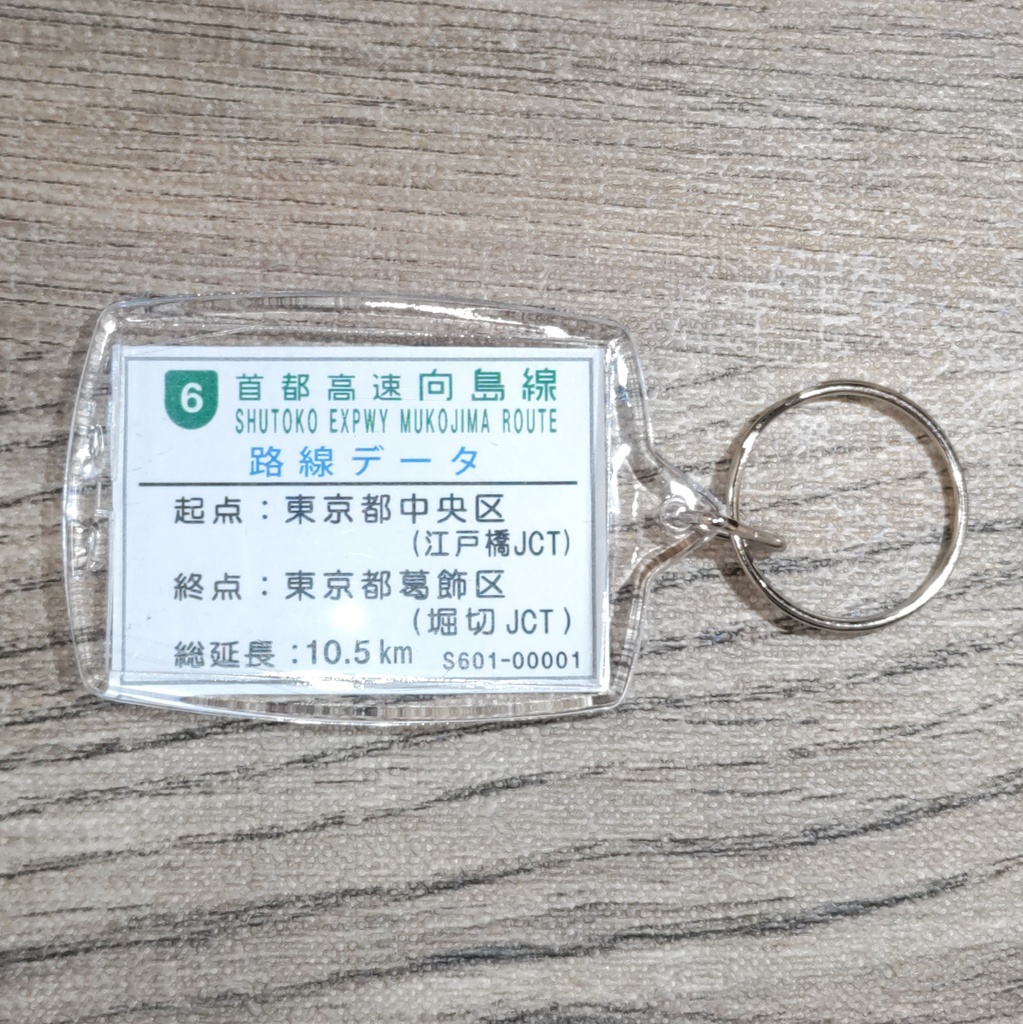 6 首都高速向島線
SHUTOKO EXPWY MUKOJIMA ROUTE
路線データ
起点：東京都中央区
(江戸橋JCT)
終点：東京都葛飾区
(堀切JCT)
総延長：10.5km S601-00001